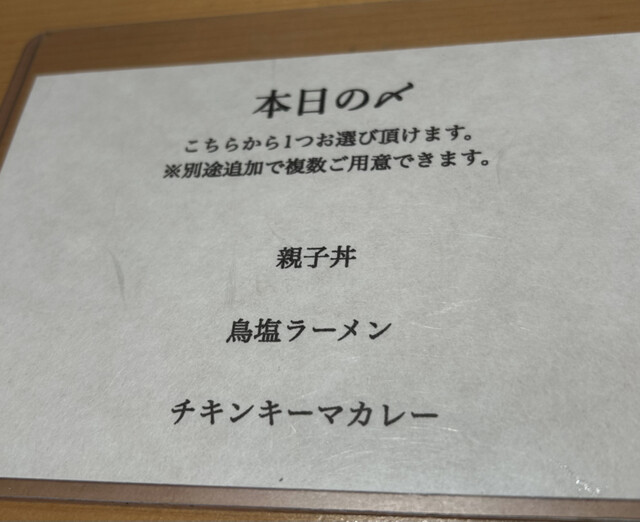 本日の〆
こちらから1つお選び頂けます。
※別途追加で複数ご用意できます。
親子丼
鳥塩ラーメン
チキンキーマカレー